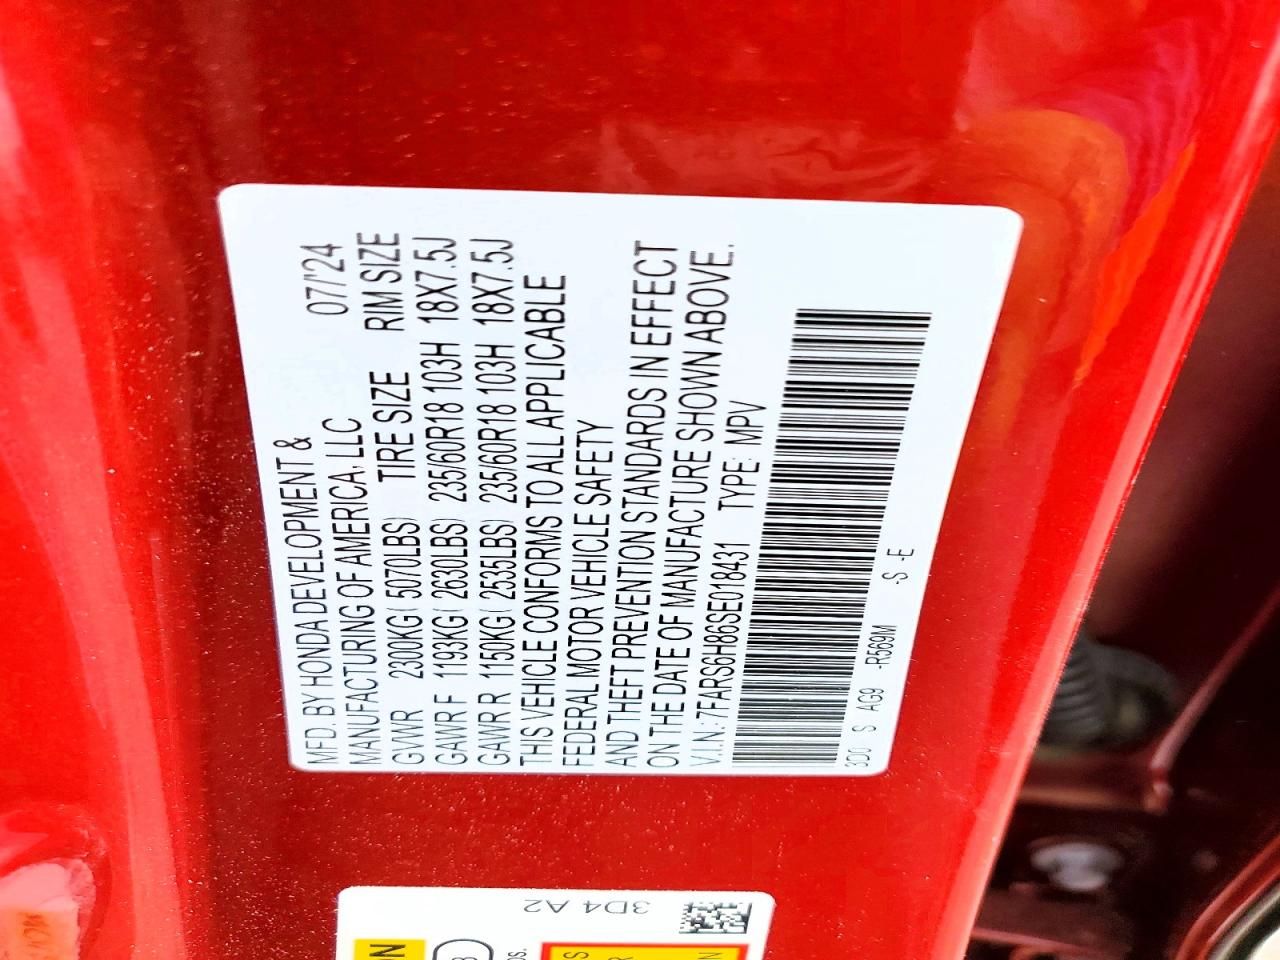 MFD. BY HONDA DEVELOPMENT & 07/'24
MANUFACTURING OF AMERICA, LLC
GVWR 2300KG( 5070LBS) TIRE SIZE RIM SIZE
GAWR F 1193KG( 2630LBS) 235/60R18 103H 18X7.5J
GAWR R 1150KG( 2535LBS) 235/60R18 103H 18X7.5J
THIS VEHICLE CONFORMS TO ALL APPLICABLE
FEDERAL MOTOR VEHICLE SAFETY
AND THEFT PREVENTION STANDARDS IN EFFECT
ON THE DATE OF MANUFACTURE SHOWN ABOVE.
V.I.N.: 7FARS6H86SE018431 TYPE: MPV
3D0 S AG9 -R569M -S -E
3D4 A2